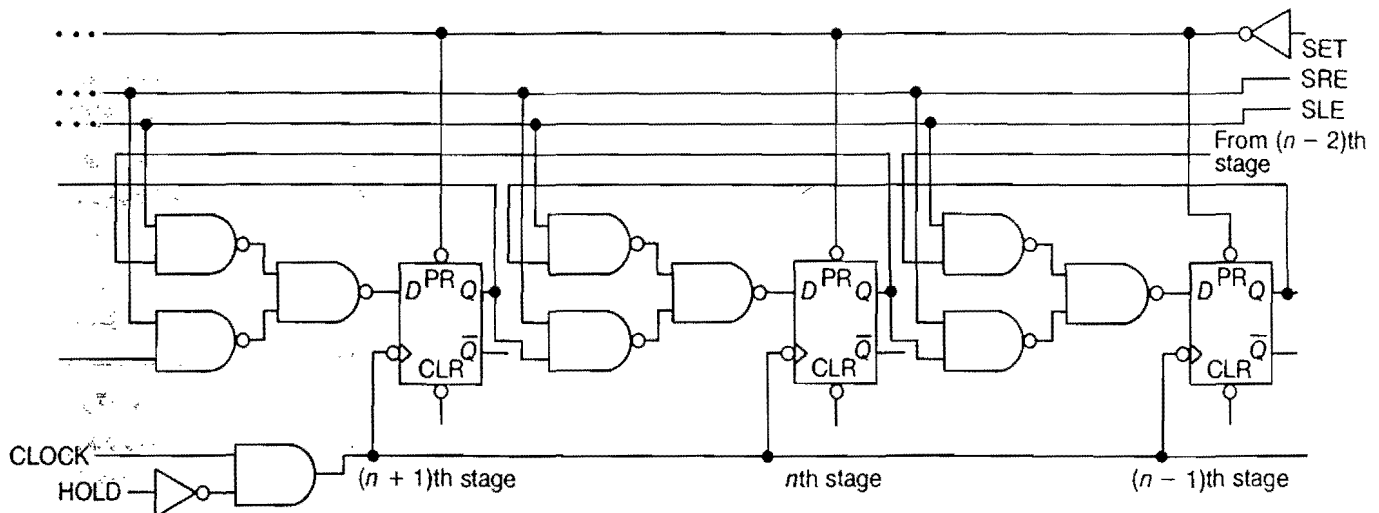 SET
SRE
SLE
From (n − 2)th
stage
PR
D Q
Q̅
CLR
PR
D Q
Q̅
CLR
PR
D Q
Q̅
CLR
CLOCK
HOLD
(n + 1)th stage
nth stage
(n − 1)th stage